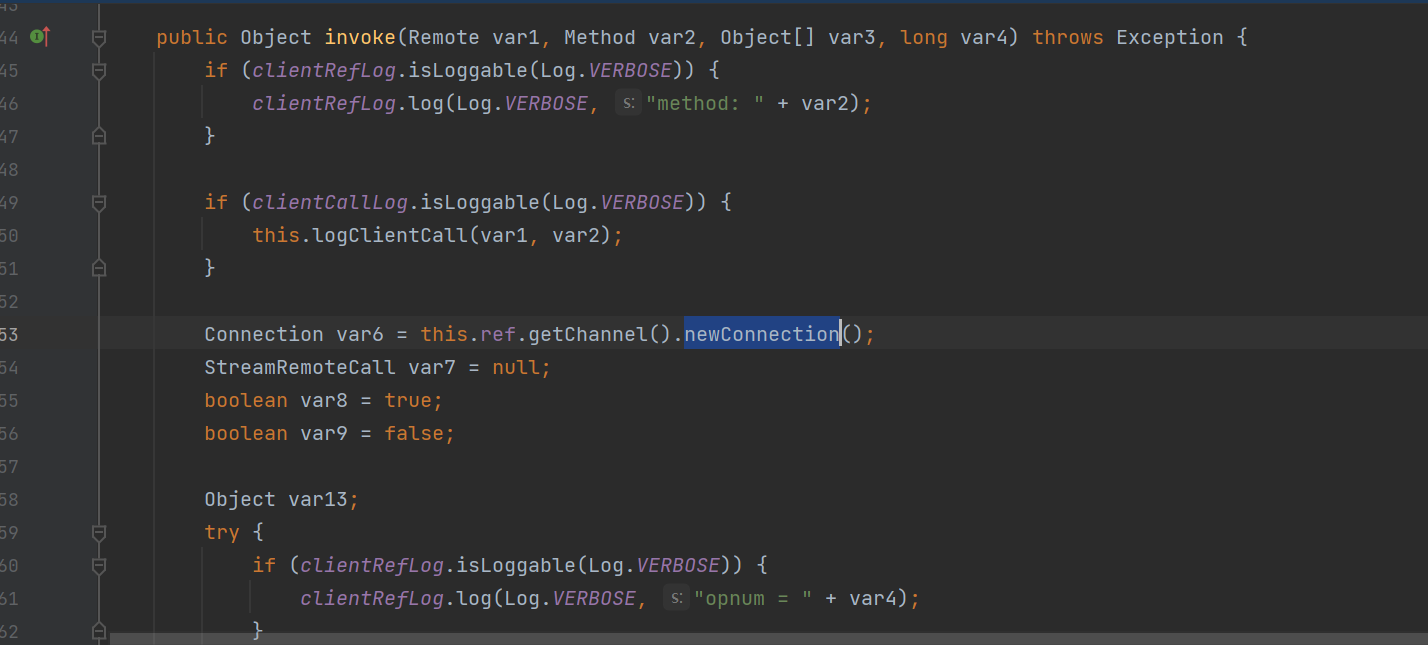 43
44 public Object invoke(Remote var1, Method var2, Object[] var3, long var4) throws Exception {
45 if (clientRefLog.isLoggable(Log.VERBOSE)) {
46 clientRefLog.log(Log.VERBOSE, s: "method: " + var2);
47 }
48
49 if (clientCallLog.isLoggable(Log.VERBOSE)) {
50 this.logClientCall(var1, var2);
51 }
52
53 Connection var6 = this.ref.getChannel().newConnection();
54 StreamRemoteCall var7 = null;
55 boolean var8 = true;
56 boolean var9 = false;
57
58 Object var13;
59 try {
60 if (clientRefLog.isLoggable(Log.VERBOSE)) {
61 clientRefLog.log(Log.VERBOSE, s: "opnum = " + var4);
62 }